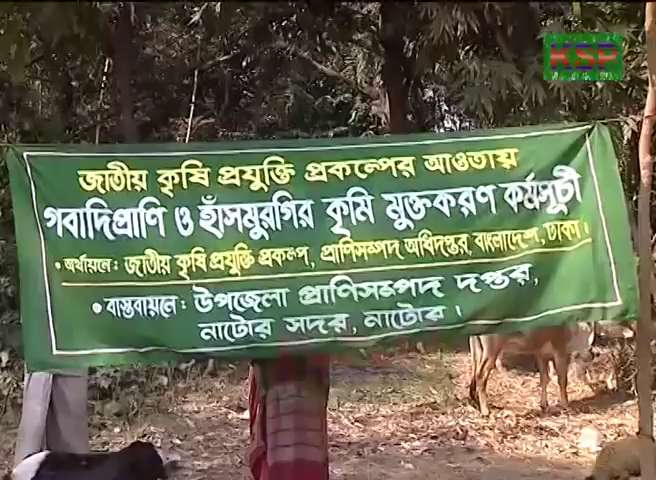 KSP
জাতীয় কৃষি প্রযুক্তি প্রকল্পের আওতায়
গবাদিপ্রাণি ও হাঁসমুরগির কৃমি মুক্তকরণ কর্মসূচী
• অর্থায়নে : জাতীয় কৃষি প্রযুক্তি প্রকল্প, প্রাণিসম্পদ অধিদপ্তর, বাংলাদেশ, ঢাকা।
• বাস্তবায়নে : উপজেলা প্রাণিসম্পদ দপ্তর,
নাটোর সদর, নাটোর ।